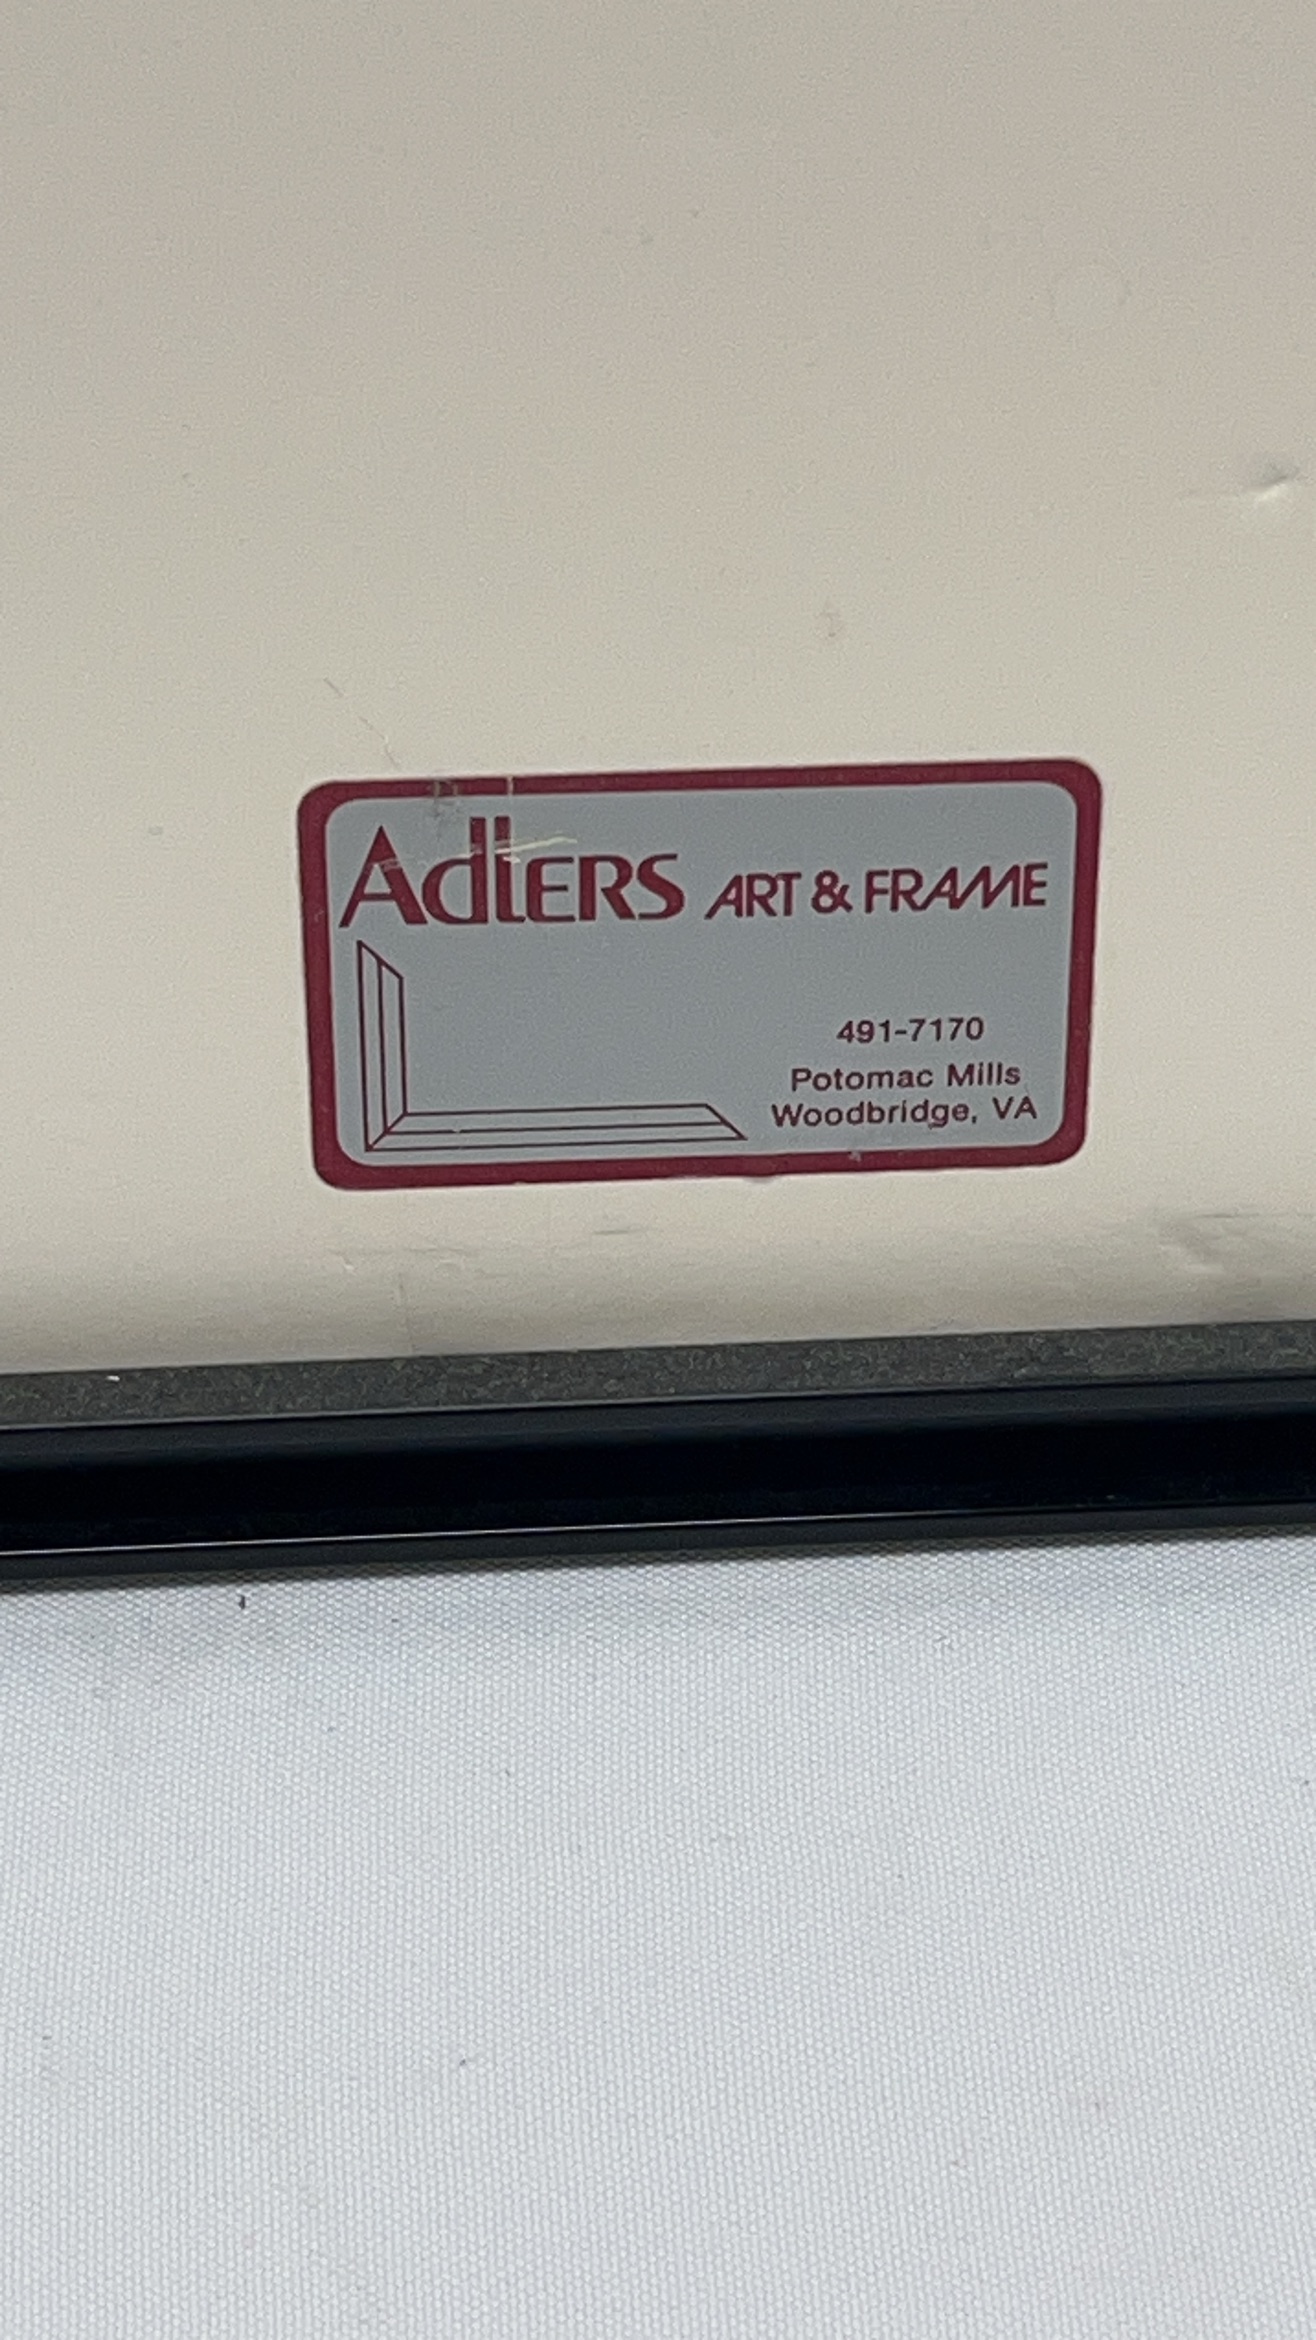 AdlERS ART & FRAME
491-7170
Potomac Mills
Woodbridge, VA